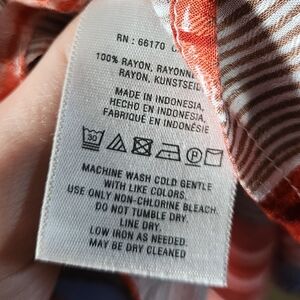 RN : 66170 C
100% RAYON, RAYONNE
RAYON, KUNSTSEID
MADE IN INDONESIA,
HECHO EN INDONESIA,
FABRIQUÉ EN INDONÉSIE
30
P
MACHINE WASH COLD GENTLE
WITH LIKE COLORS.
USE ONLY NON-CHLORINE BLEACH.
DO NOT TUMBLE DRY.
LINE DRY.
LOW IRON AS NEEDED.
MAY BE DRY CLEANED